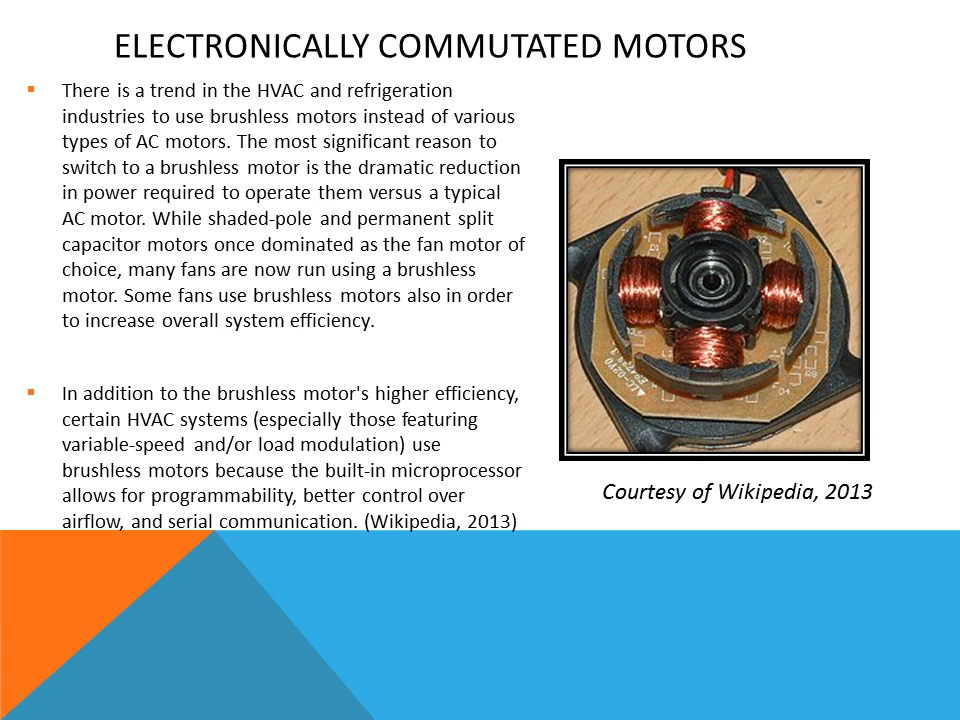 ELECTRONICALLY COMMUTATED MOTORS
There is a trend in the HVAC and refrigeration
industries to use brushless motors instead of various
types of AC motors. The most significant reason to
switch to a brushless motor is the dramatic reduction
in power required to operate them versus a typical
AC motor. While shaded-pole and permanent split
capacitor motors once dominated as the fan motor of
choice, many fans are now run using a brushless
motor. Some fans use brushless motors also in order
to increase overall system efficiency.
In addition to the brushless motor's higher efficiency,
certain HVAC systems (especially those featuring
variable-speed and/or load modulation) use
brushless motors because the built-in microprocessor
allows for programmability, better control over
airflow, and serial communication. (Wikipedia, 2013)
Courtesy of Wikipedia, 2013